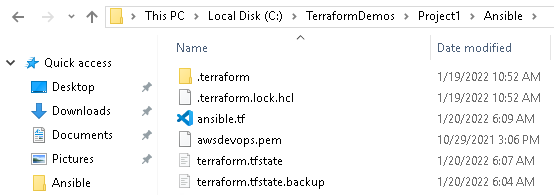 This PC > Local Disk (C:) > TerraformDemos > Project1 > Ansible >
Name Date modified
Quick access
Desktop
Downloads
Documents
Pictures
Ansible
.terraform 1/19/2022 10:52 AM
.terraform.lock.hcl 1/19/2022 10:52 AM
ansible.tf 1/20/2022 6:09 AM
awsdevops.pem 10/29/2021 3:06 PM
terraform.tfstate 1/20/2022 6:07 AM
terraform.tfstate.backup 1/20/2022 6:04 AM